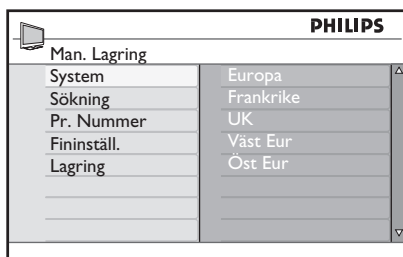 PHILIPS
Man. Lagring
System
Sökning
Pr. Nummer
Fininställ.
Lagring
Europa
Frankrike
UK
Väst Eur
Öst Eur